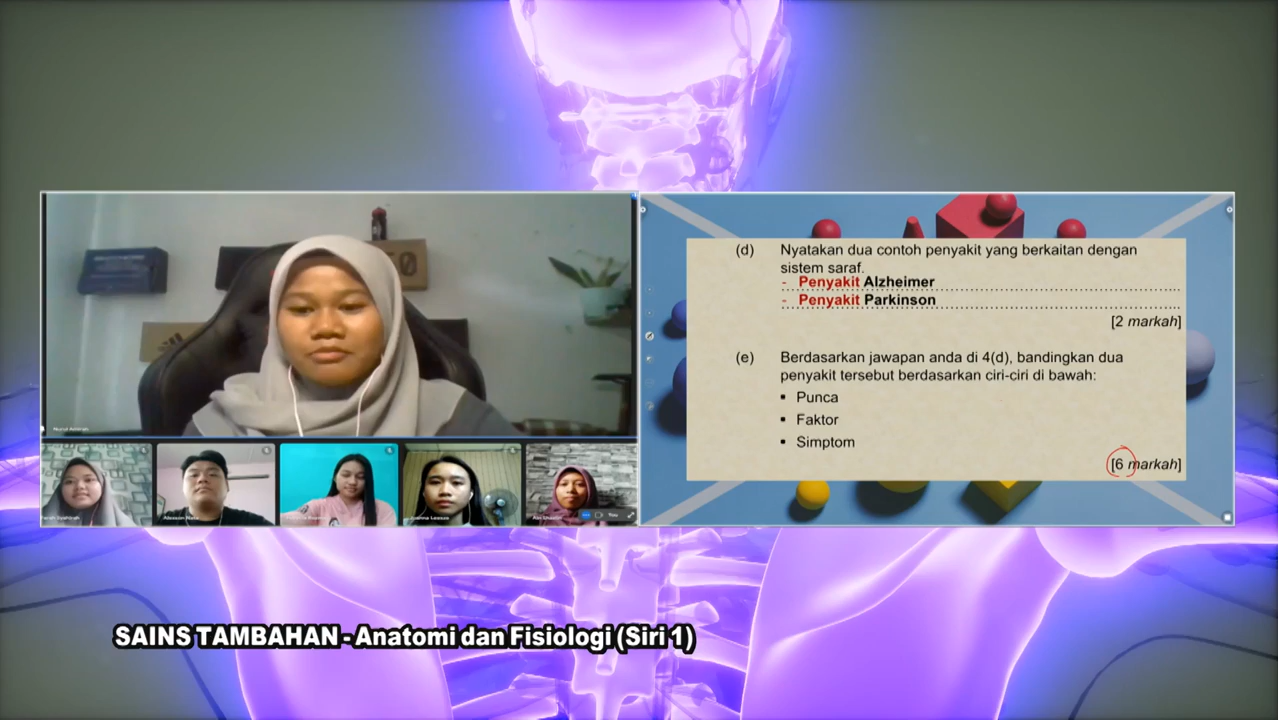 (d) Nyatakan dua contoh penyakit yang berkaitan dengan
sistem saraf.
- Penyakit Alzheimer
- Penyakit Parkinson
[2 markah]
(e) Berdasarkan jawapan anda di 4(d), bandingkan dua
penyakit tersebut berdasarkan ciri-ciri di bawah:
▪ Punca
▪ Faktor
▪ Simptom
[6 markah]
SAINS TAMBAHAN - Anatomi dan Fisiologi (Siri 1)